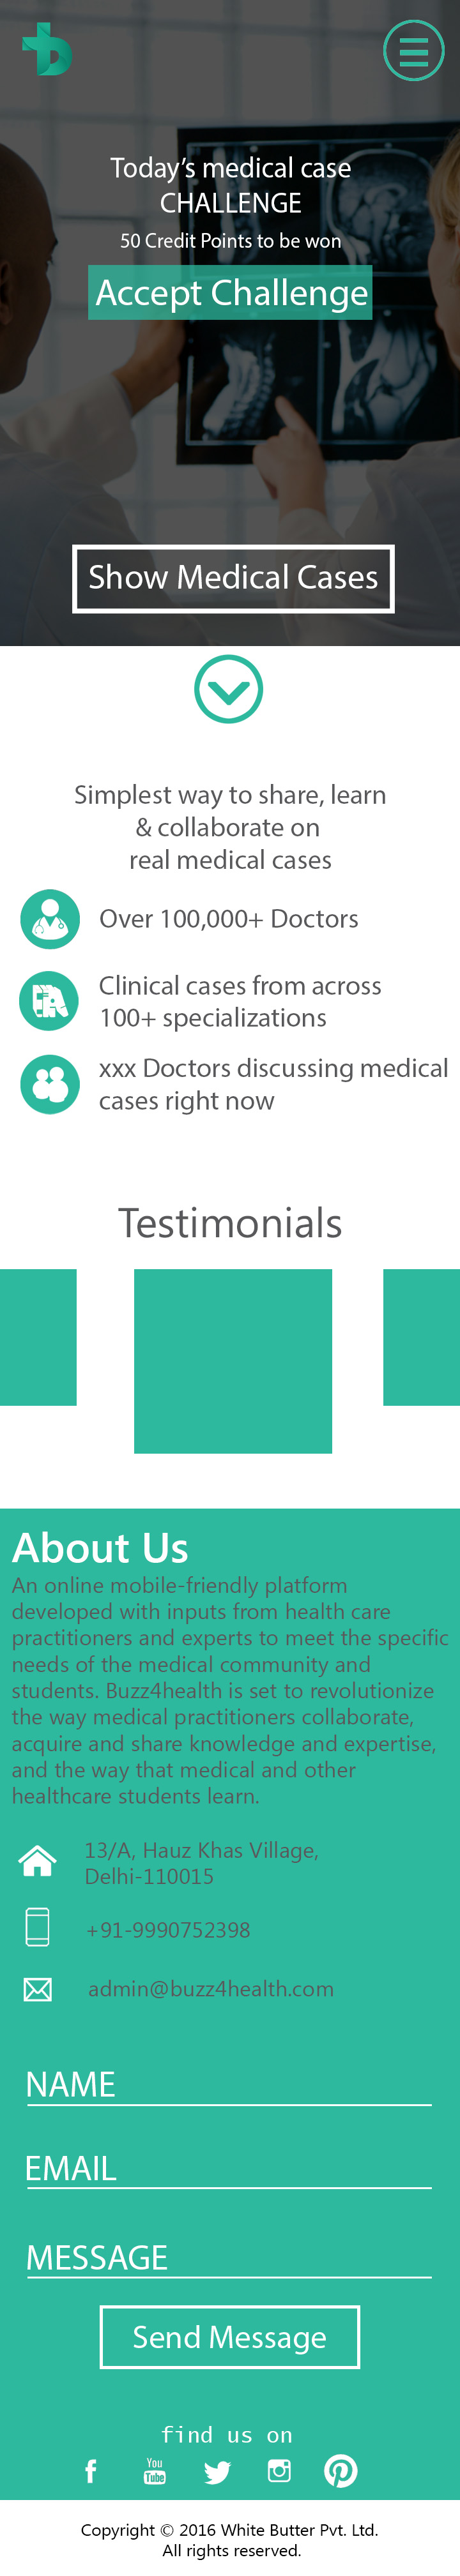 Today's medical case
CHALLENGE
50 Credit Points to be won
Accept Challenge
Show Medical Cases
Simplest way to share, learn
& collaborate on
real medical cases
Over 100,000+ Doctors
Clinical cases from across
100+ specializations
xxx Doctors discussing medical
cases right now
Testimonials
About Us
An online mobile-friendly platform
developed with inputs from health care
practitioners and experts to meet the specific
needs of the medical community and
students. Buzz4health is set to revolutionize
the way medical practitioners collaborate,
acquire and share knowledge and expertise,
and the way that medical and other
healthcare students learn.
13/A, Hauz Khas Village,
Delhi-110015
+91-9990752398
admin@buzz4health.com
NAME
EMAIL
MESSAGE
Send Message
find us on
You
Tube
Copyright © 2016 White Butter Pvt. Ltd.
All rights reserved.